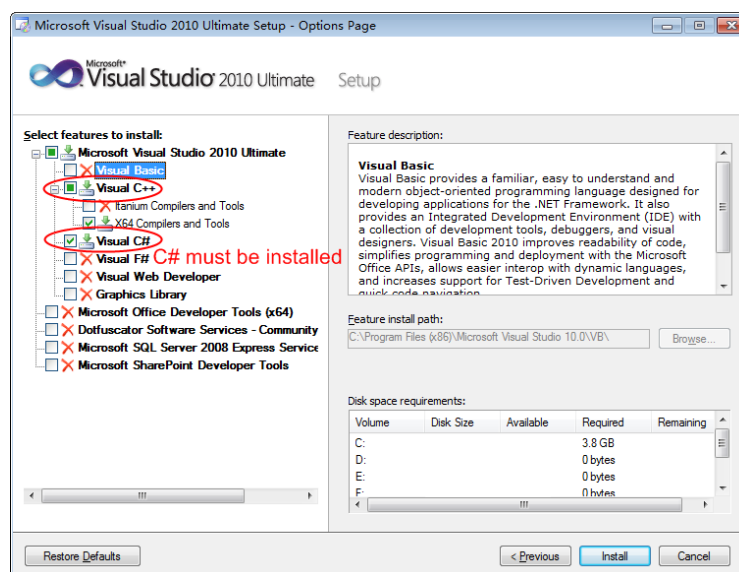 Microsoft Visual Studio 2010 Ultimate Setup - Options Page
Microsoft®
Visual Studio® 2010 Ultimate Setup
Select features to install:
Microsoft Visual Studio 2010 Ultimate
Visual Basic
Visual C++
Itanium Compilers and Tools
X64 Compilers and Tools
Visual C#
Visual F#
C# must be installed
Visual Web Developer
Graphics Library
Microsoft Office Developer Tools (x64)
Dotfuscator Software Services - Community
Microsoft SQL Server 2008 Express Service
Microsoft SharePoint Developer Tools
Feature description:
Visual Basic
Visual Basic provides a familiar, easy to understand and
modern object-oriented programming language designed for
developing applications for the .NET Framework. It also
provides an Integrated Development Environment (IDE) with
a collection of development tools, debuggers, and visual
designers. Visual Basic 2010 improves readability of code,
simplifies programming and deployment with the Microsoft
Office APIs, allows easier interop with dynamic languages,
and increases support for Test-Driven Development and
quick code navigation
Feature install path:
C:\Program Files (x86)\Microsoft Visual Studio 10.0\VB\
Browse...
Disk space requirements:
Volume Disk Size Available Required Remaining
C: 3.8 GB
D: 0 bytes
E: 0 bytes
F: 0 bytes
Restore Defaults
< Previous
Install
Cancel